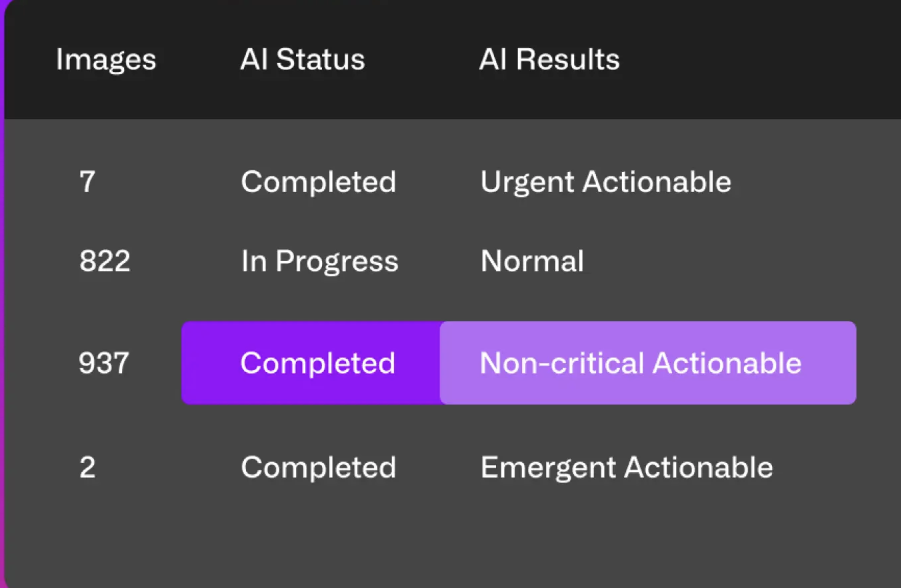 Images AI Status AI Results
7 Completed Urgent Actionable
822 In Progress Normal
937 Completed Non-critical Actionable
2 Completed Emergent Actionable